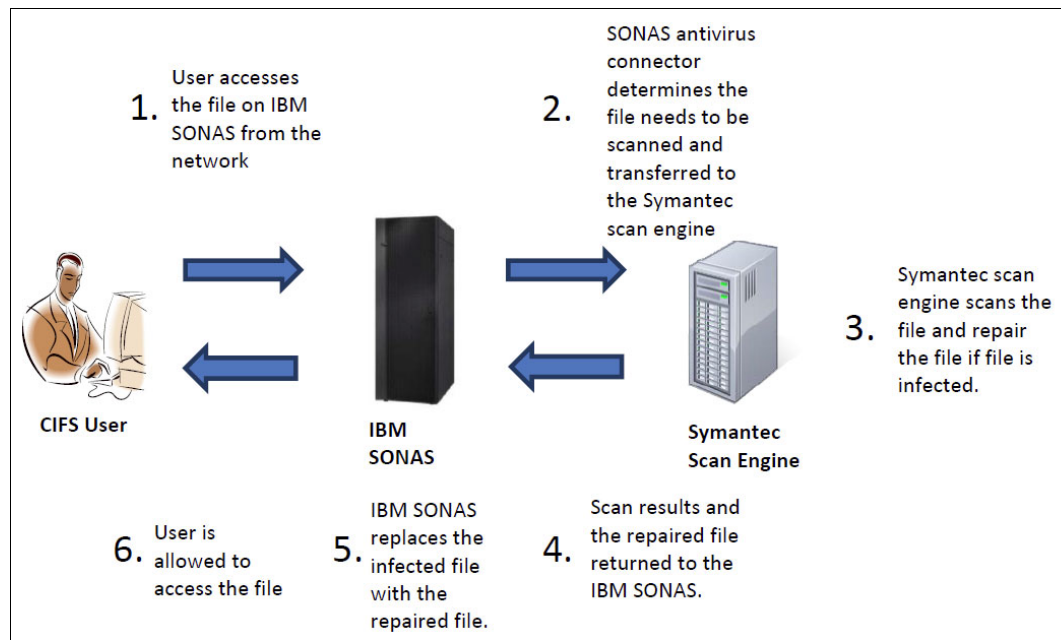 1.
User accesses
the file on IBM
SONAS from the
network
2.
SONAS antivirus
connector
determines the
file needs to be
scanned and
transferred to
the Symantec
scan engine
3.
Symantec scan
engine scans the
file and repair
the file if file is
infected.
CIFS User
IBM
SONAS
Symantec
Scan Engine
6.
User is
allowed to
access the file
5.
IBM SONAS
replaces the
infected file
with the
repaired file.
4.
Scan results and
the repaired file
returned to the
IBM SONAS.